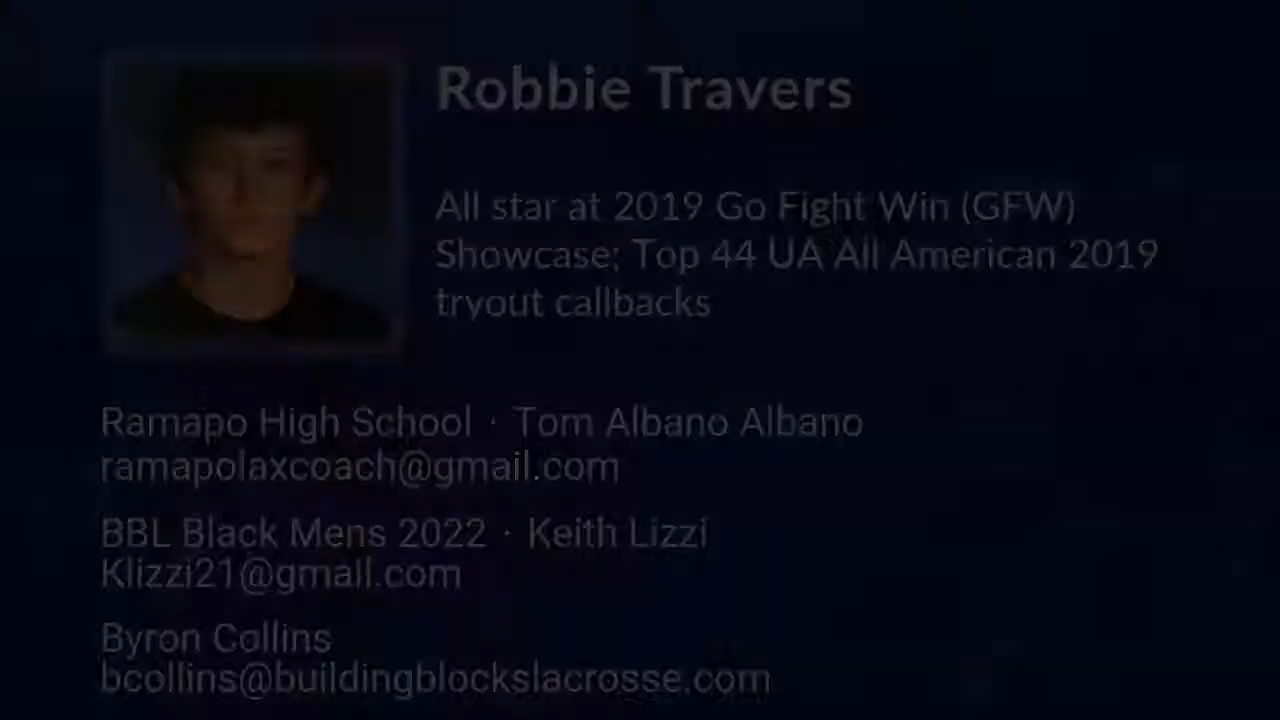 Robbie Travers
All star at 2019 Go Fight Win (GFW)
Showcase; Top 44 UA All American 2019
tryout callbacks
Ramapo High School · Tom Albano Albano
ramapolaxcoach@gmail.com
BBL Black Mens 2022 · Keith Lizzi
Klizzi21@gmail.com
Byron Collins
bcollins@buildingblockslacrosse.com